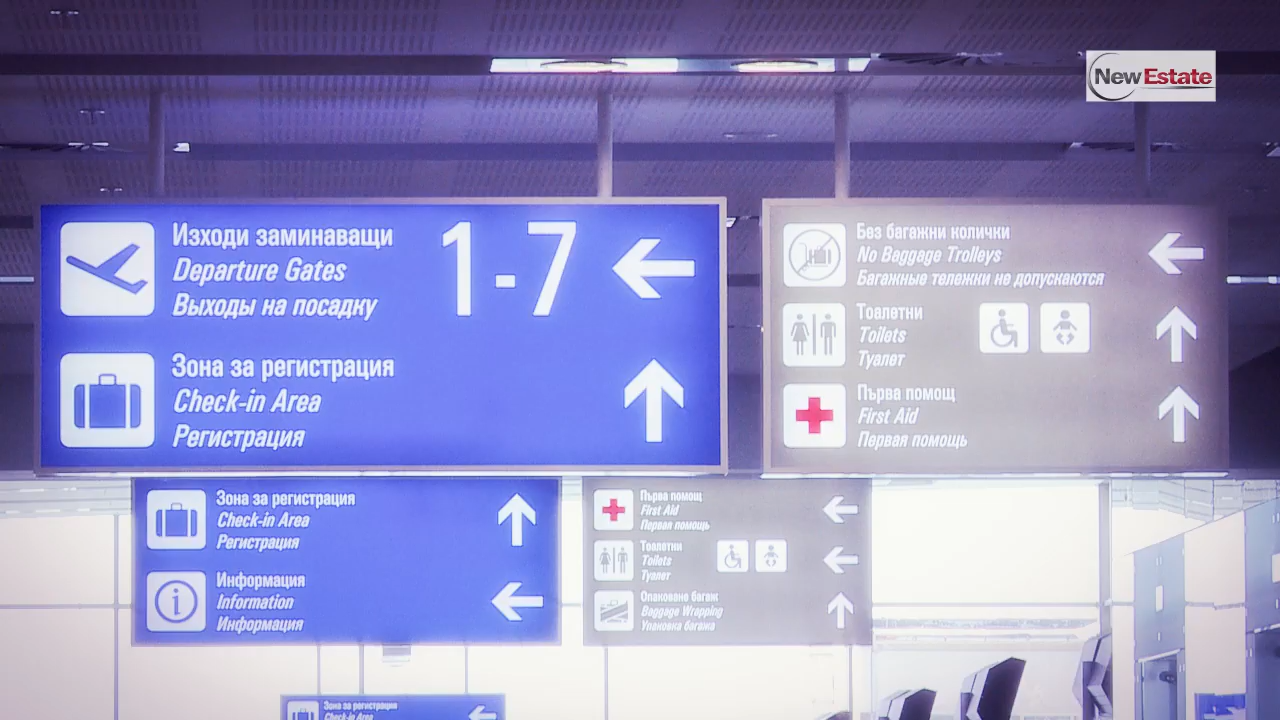 NewEstate
Изходи заминаващи
Departure Gates
Выходы на посадку
1-7
Зона за регистрация
Check-in Area
Регистрация
Без багажни колички
No Baggage Trolleys
Багажные тележки не допускаются
Тоалетни
Toilets
Туалет
Първа помощ
First Aid
Первая помощь
Зона за регистрация
Check-in Area
Регистрация
Информация
Information
Информация
Първа помощ
First Aid
Первая помощь
Тоалетни
Toilets
Туалет
Опаковане багаж
Baggage Wrapping
Упаковка багажа
Зона за регистрация
Check-in Area